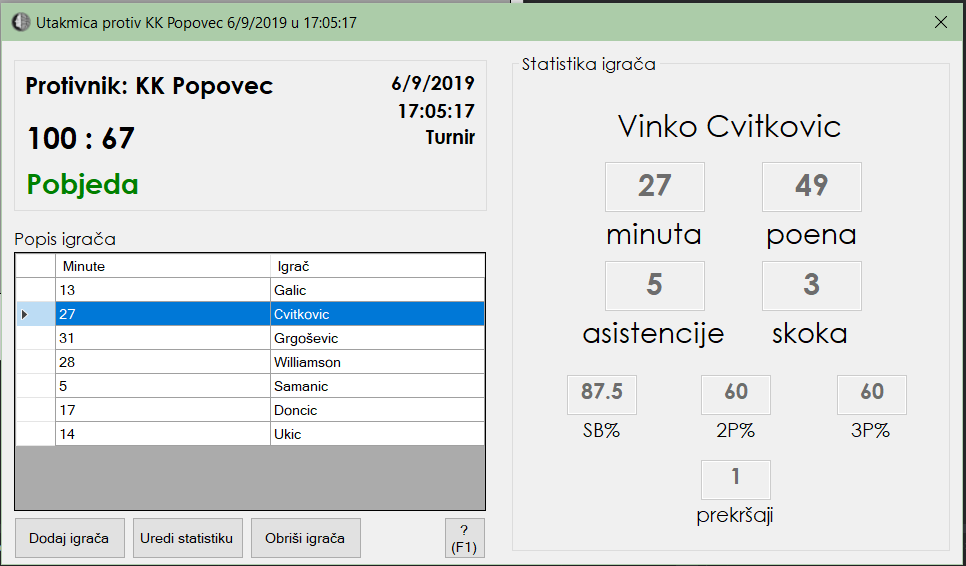 Utakmica protiv KK Popovec 6/9/2019 u 17:05:17
Protivnik: KK Popovec
6/9/2019
17:05:17
Turnir
100 : 67
Pobjeda
Popis igrača
Minute Igrač
13 Galic
27 Cvitkovic
31 Grgoševic
28 Williamson
5 Samanic
17 Doncic
14 Ukic
Dodaj igrača
Uredi statistiku
Obriši igrača
?
(F1)
Statistika igrača
Vinko Cvitkovic
27 49
minuta poena
5 3
asistencije skoka
87.5 60 60
SB% 2P% 3P%
1
prekršaji